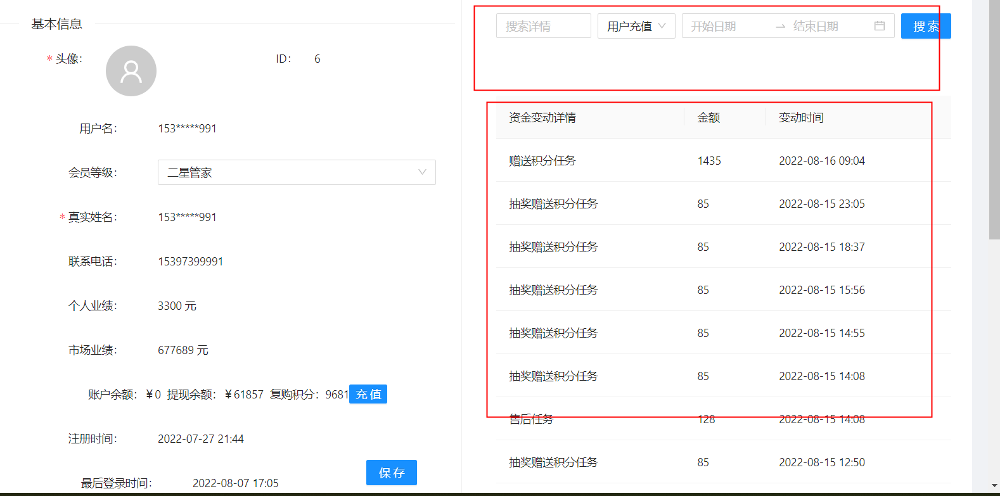 基本信息
* 头像:
ID: 6
用户名: 153*****991
会员等级: 二星管家
* 真实姓名: 153*****991
联系电话: 15397399991
个人业绩: 3300 元
市场业绩: 677689 元
账户余额: ￥0 提现余额: ￥61857 复购积分: 9681 充 值
注册时间: 2022-07-27 21:44
保 存
最后登录时间: 2022-08-07 17:05
搜索详情 用户充值 开始日期 → 结束日期 搜 索
资金变动详情 金额 变动时间
赠送积分任务 1435 2022-08-16 09:04
抽奖赠送积分任务 85 2022-08-15 23:05
抽奖赠送积分任务 85 2022-08-15 18:37
抽奖赠送积分任务 85 2022-08-15 15:56
抽奖赠送积分任务 85 2022-08-15 14:55
抽奖赠送积分任务 85 2022-08-15 14:08
售后任务 128 2022-08-15 14:08
抽奖赠送积分任务 85 2022-08-15 12:50